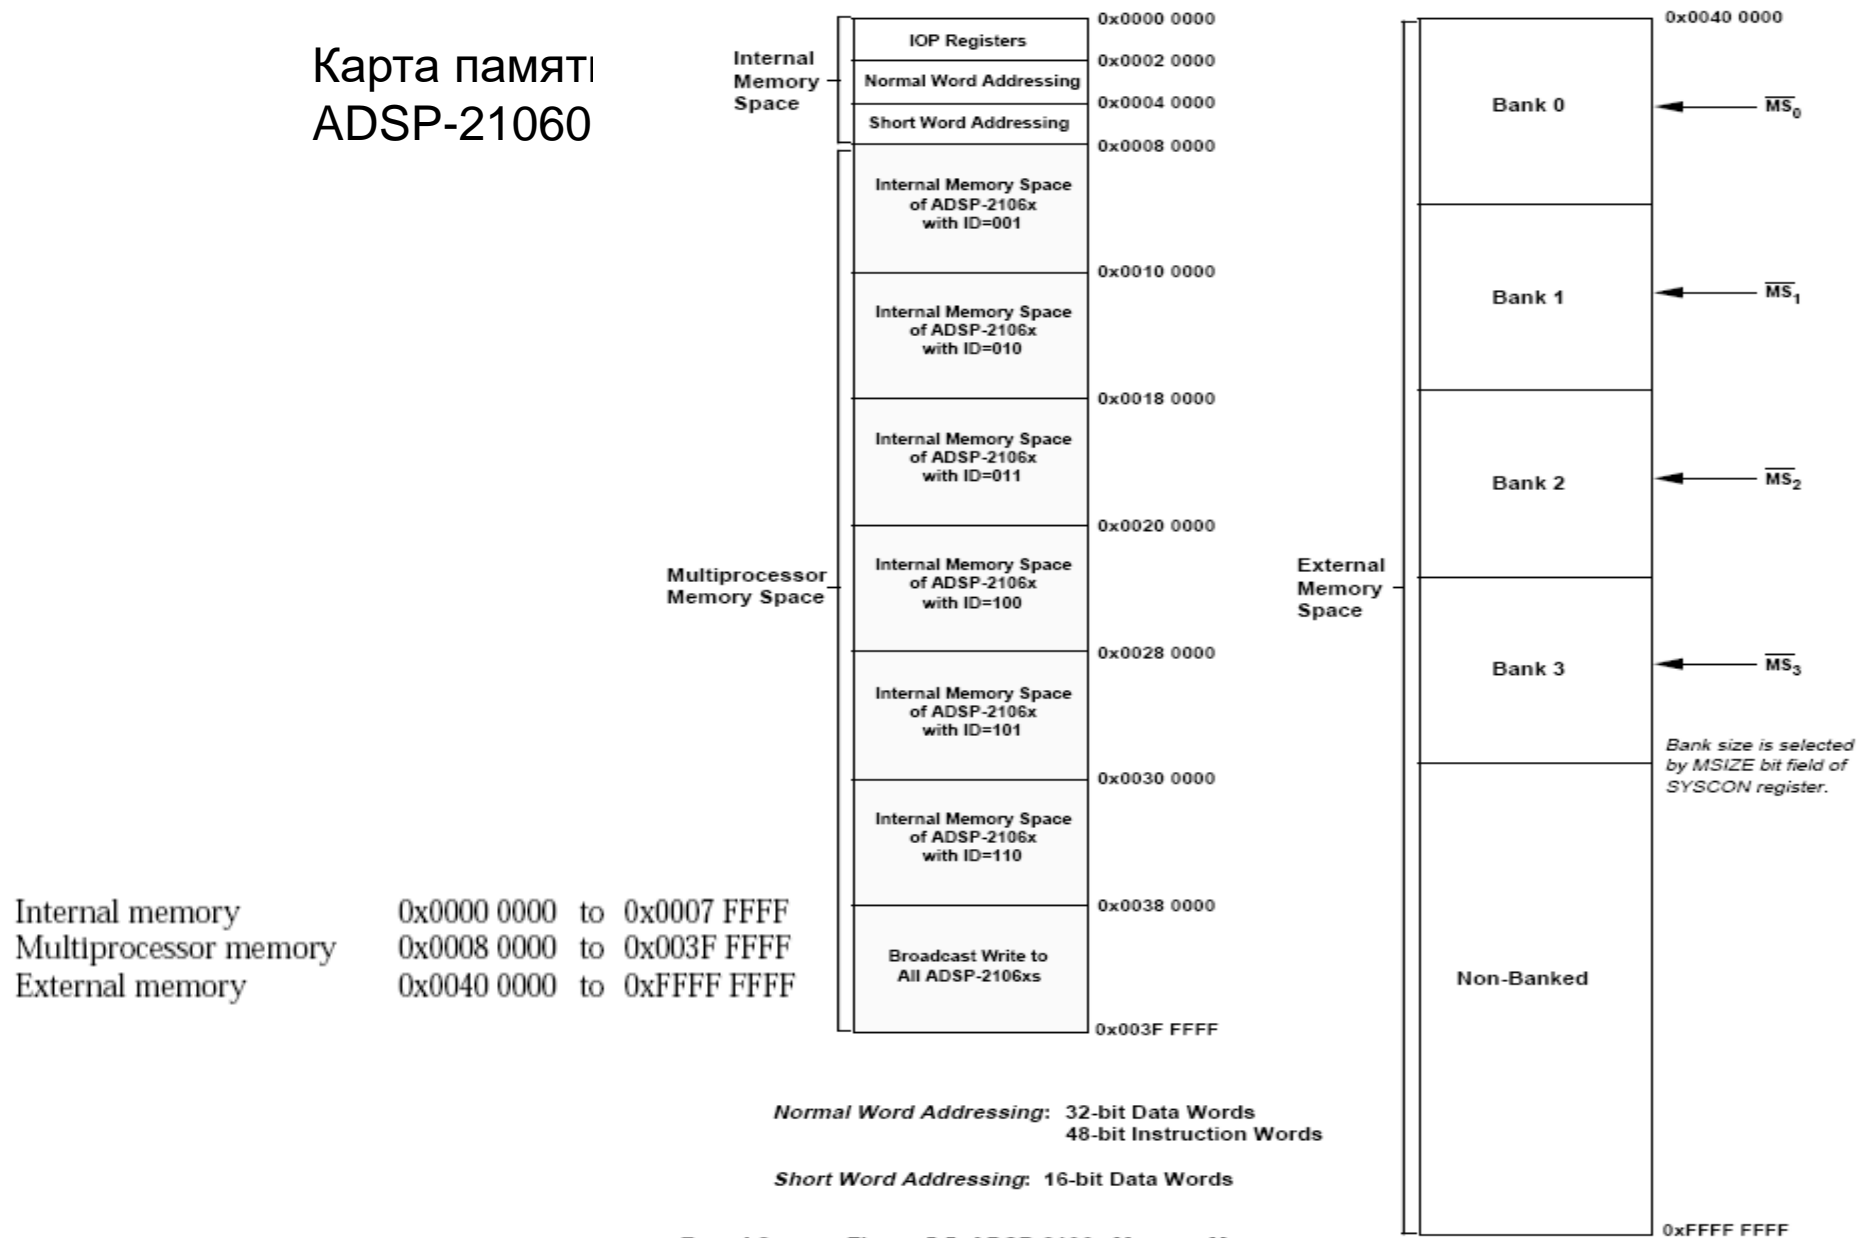 Карта памяти
ADSP-21060
Internal
Memory
Space
IOP Registers
Normal Word Addressing
Short Word Addressing
0x0000 0000
0x0002 0000
0x0004 0000
0x0008 0000
Multiprocessor
Memory Space
Internal Memory Space
of ADSP-2106x
with ID=001
0x0010 0000
Internal Memory Space
of ADSP-2106x
with ID=010
0x0018 0000
Internal Memory Space
of ADSP-2106x
with ID=011
0x0020 0000
Internal Memory Space
of ADSP-2106x
with ID=100
0x0028 0000
Internal Memory Space
of ADSP-2106x
with ID=101
0x0030 0000
Internal Memory Space
of ADSP-2106x
with ID=110
0x0038 0000
Broadcast Write to
All ADSP-2106xs
0x003F FFFF
External
Memory
Space
0x0040 0000
Bank 0
MS0
Bank 1
MS1
Bank 2
MS2
Bank 3
MS3
Bank size is selected
by MSIZE bit field of
SYSCON register.
Non-Banked
0xFFFF FFFF
Internal memory 0x0000 0000 to 0x0007 FFFF
Multiprocessor memory 0x0008 0000 to 0x003F FFFF
External memory 0x0040 0000 to 0xFFFF FFFF
Normal Word Addressing: 32-bit Data Words
48-bit Instruction Words
Short Word Addressing: 16-bit Data Words